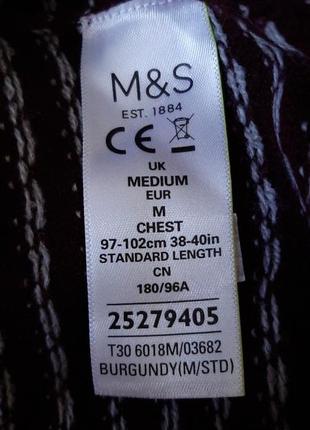 M&S
EST. 1884
CE
UK
MEDIUM
EUR
M
CHEST
97-102cm 38-40in
STANDARD LENGTH
CN
180/96A
25279405
T30 6018M/03682
BURGUNDY(M/STD)